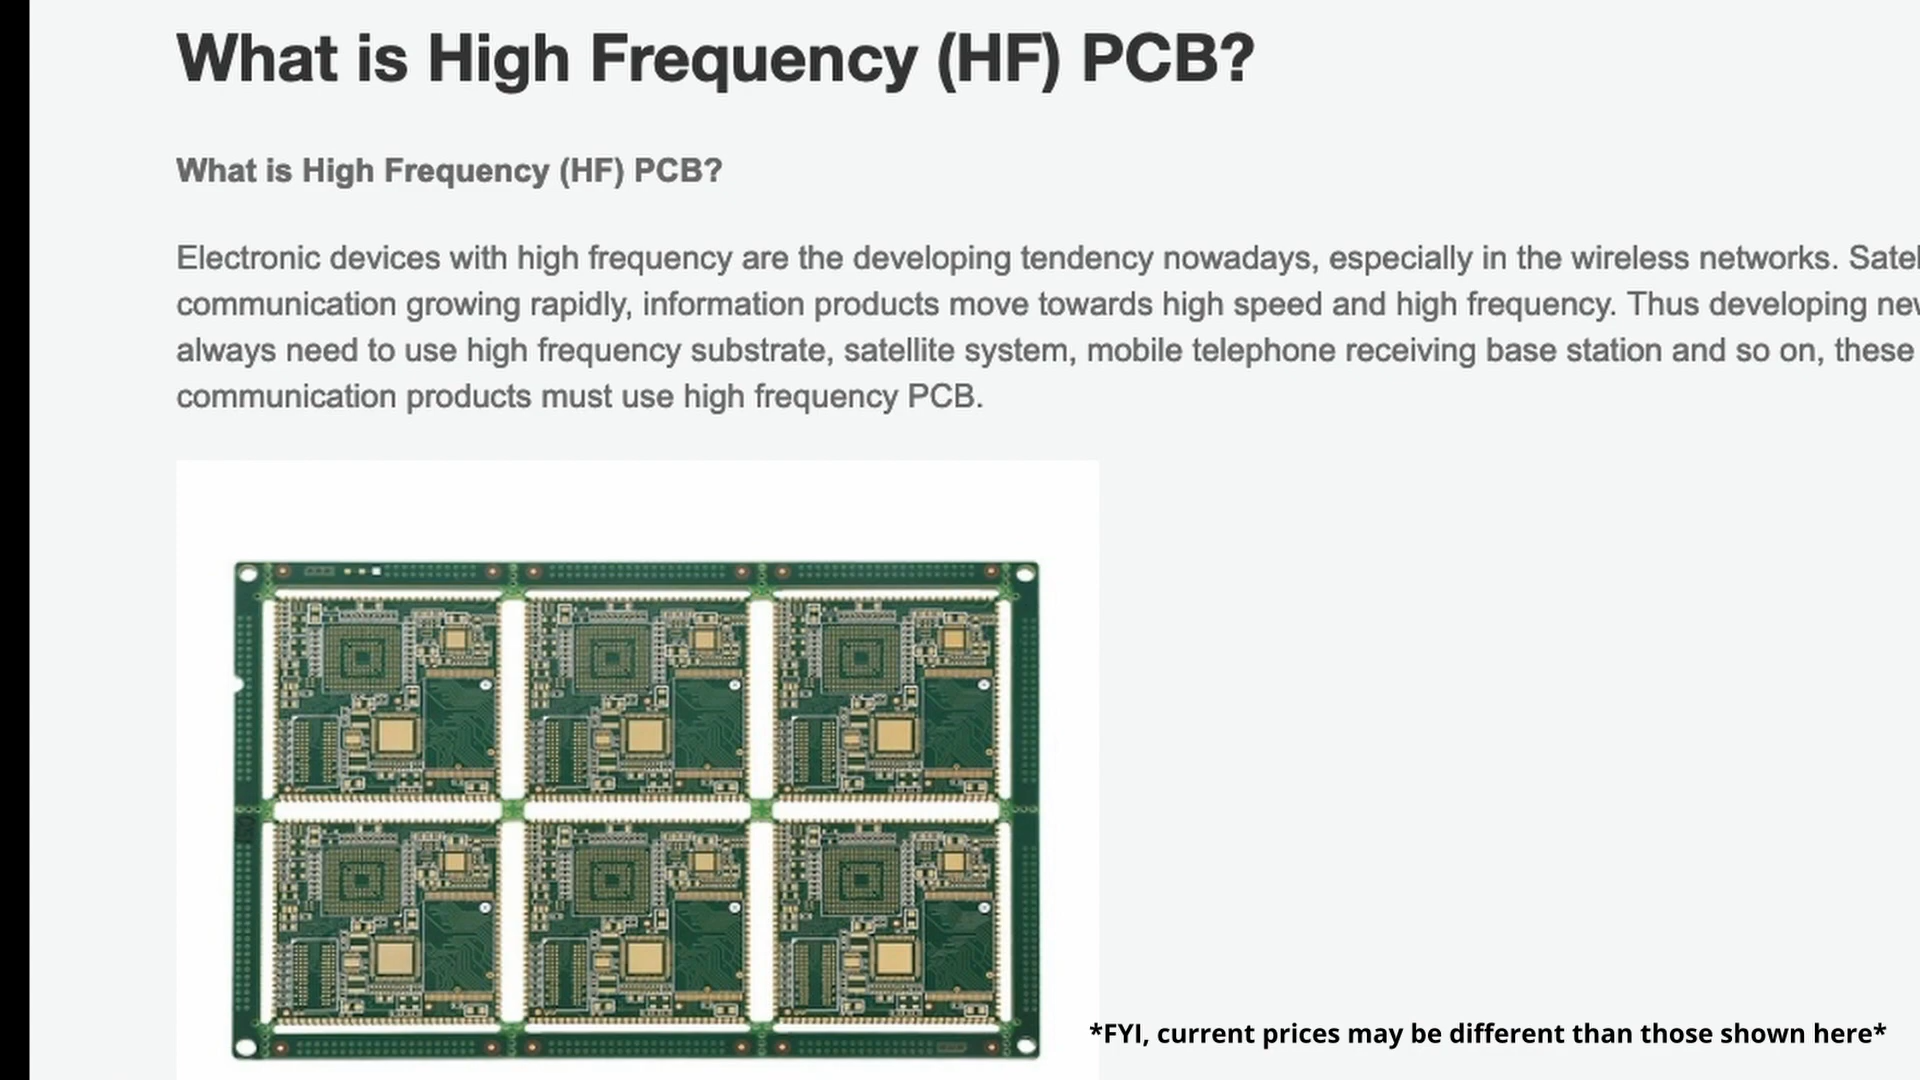 What is High Frequency (HF) PCB?
What is High Frequency (HF) PCB?
Electronic devices with high frequency are the developing tendency nowadays, especially in the wireless networks.
communication growing rapidly, information products move towards high speed and high frequency. Thus developing
always need to use high frequency substrate, satellite system, mobile telephone receiving base station and so on, these
communication products must use high frequency PCB.
*FYI, current prices may be different than those shown here*